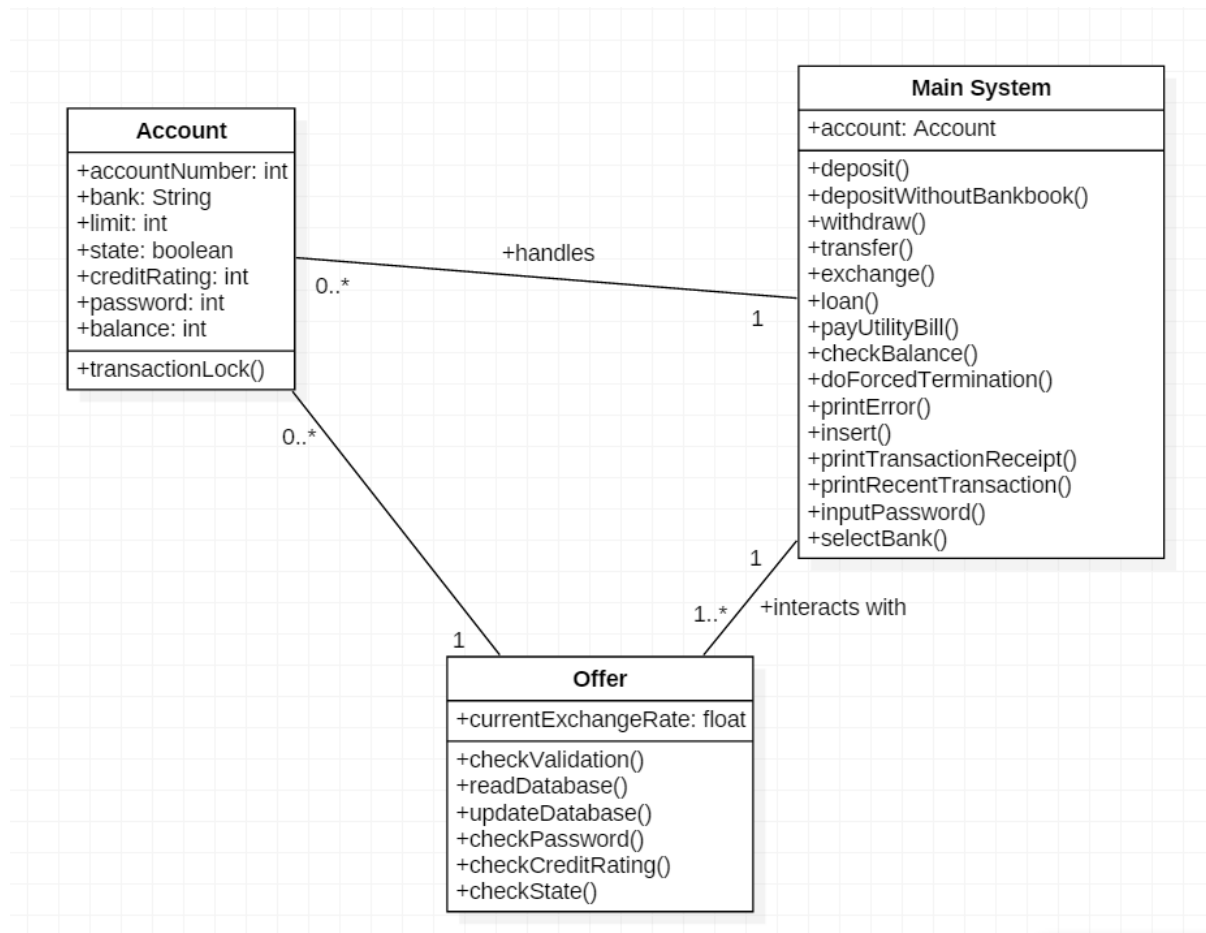 Account
+accountNumber: int
+bank: String
+limit: int
+state: boolean
+creditRating: int
+password: int
+balance: int
+transactionLock()
0..*
+handles
1
Main System
+account: Account
+deposit()
+depositWithoutBankbook()
+withdraw()
+transfer()
+exchange()
+loan()
+payUtilityBill()
+checkBalance()
+doForcedTermination()
+printError()
+insert()
+printTransactionReceipt()
+printRecentTransaction()
+inputPassword()
+selectBank()
0..*
1
1
1..*
+interacts with
Offer
+currentExchangeRate: float
+checkValidation()
+readDatabase()
+updateDatabase()
+checkPassword()
+checkCreditRating()
+checkState()